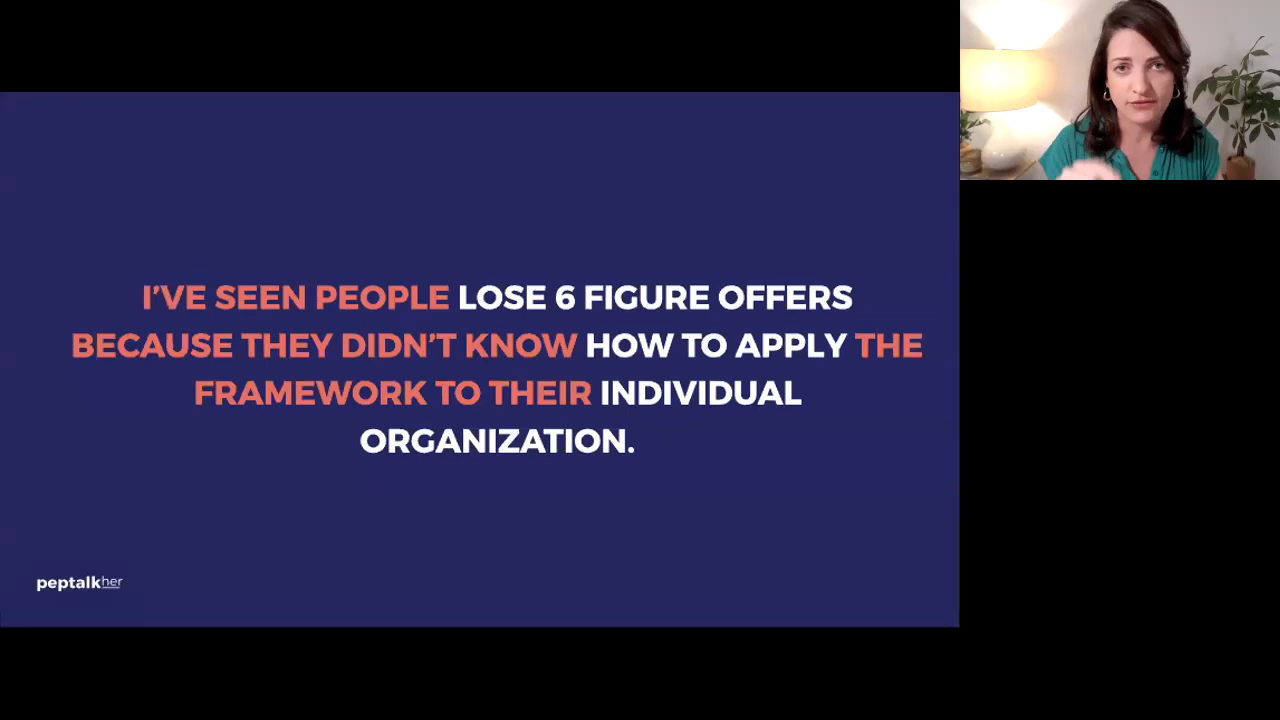 I'VE SEEN PEOPLE LOSE 6 FIGURE OFFERS
BECAUSE THEY DIDN'T KNOW HOW TO APPLY THE
FRAMEWORK TO THEIR INDIVIDUAL
ORGANIZATION.
peptalkher